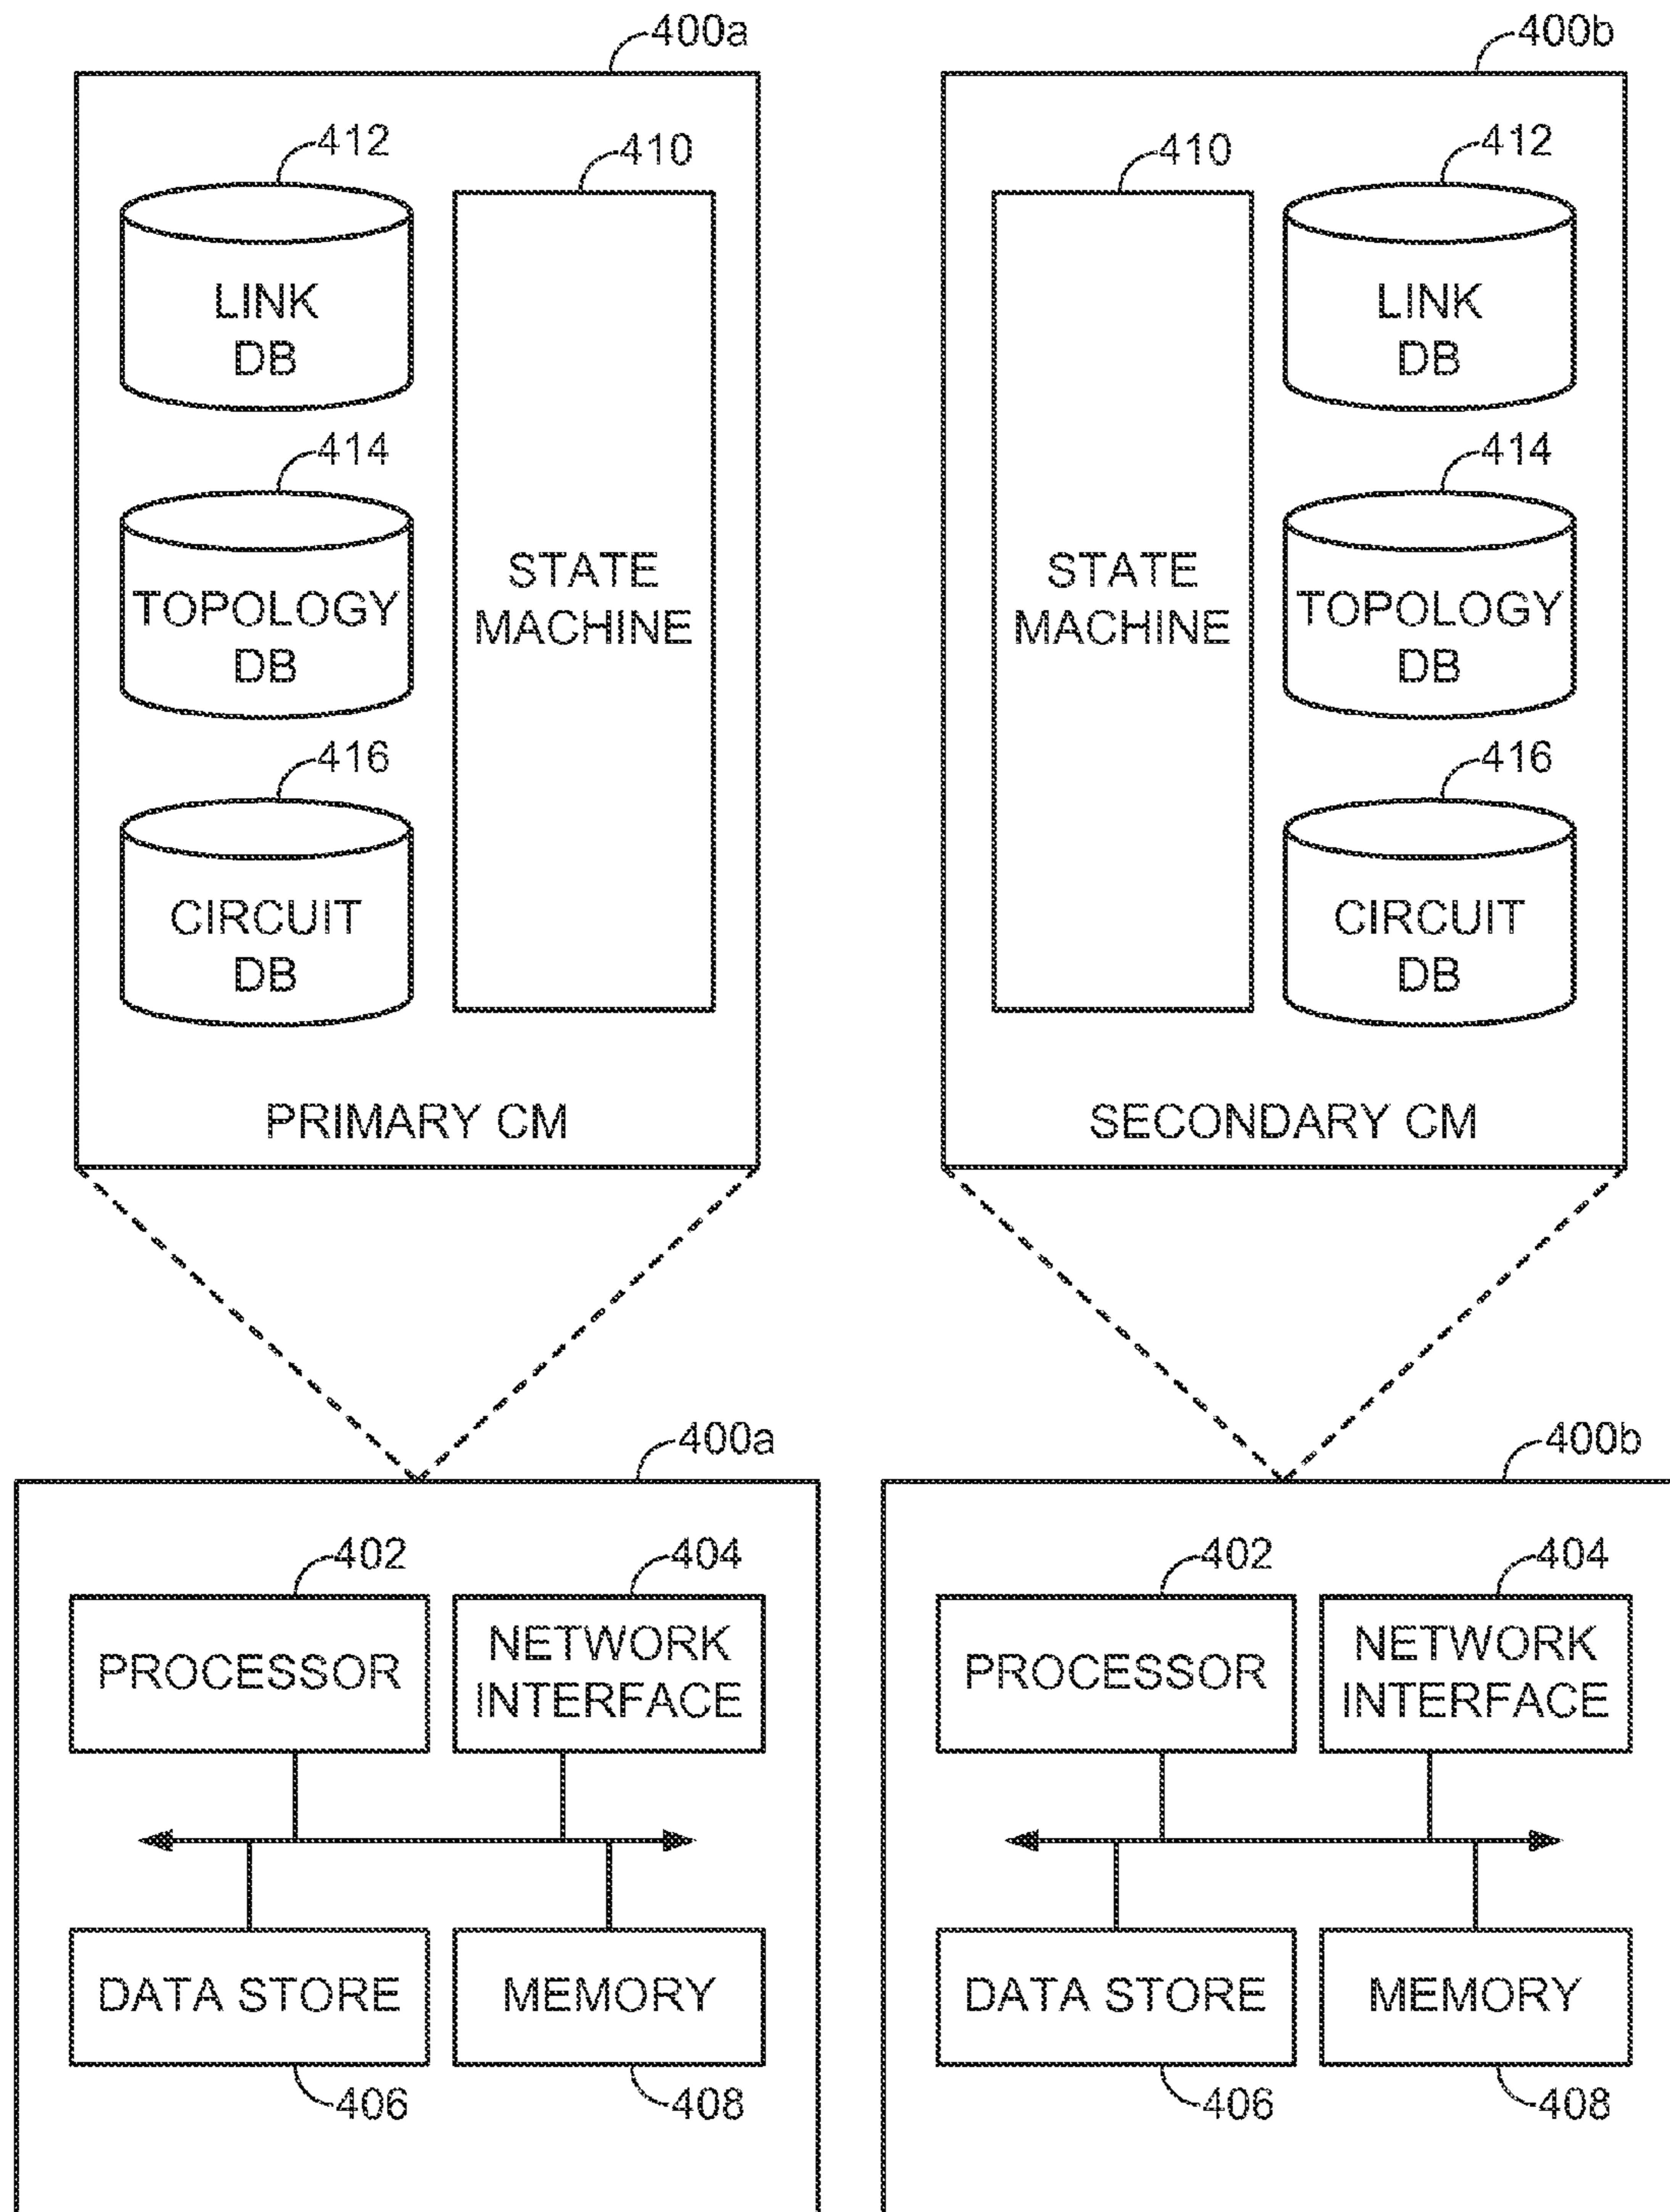 400a
412
410
LINK
DB
414
TOPOLOGY
DB
STATE
MACHINE
416
CIRCUIT
DB
PRIMARY CM
400b
410
412
LINK
DB
STATE
MACHINE
414
TOPOLOGY
DB
416
CIRCUIT
DB
SECONDARY CM
400a
402
404
PROCESSOR
NETWORK
INTERFACE
DATA STORE
MEMORY
406
408
400b
402
404
PROCESSOR
NETWORK
INTERFACE
DATA STORE
MEMORY
406
408